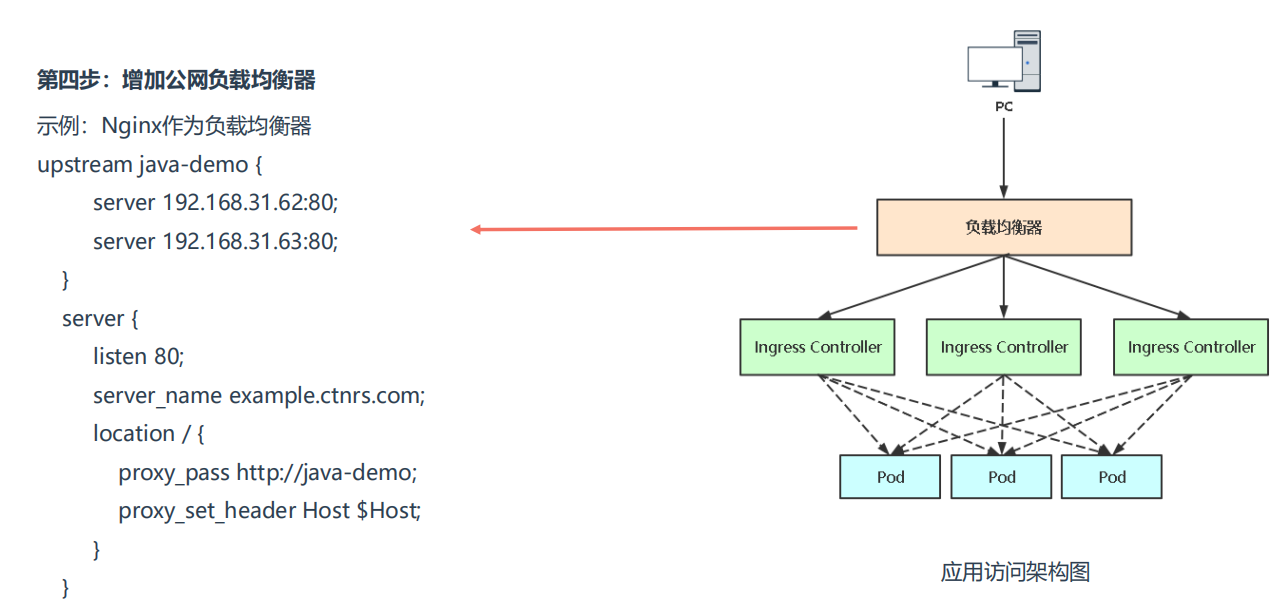 第四步：增加公网负载均衡器
示例：Nginx作为负载均衡器
upstream java-demo {
server 192.168.31.62:80;
server 192.168.31.63:80;
}
server {
listen 80;
server_name example.ctnrs.com;
location / {
proxy_pass http://java-demo;
proxy_set_header Host $Host;
}
}
PC
负载均衡器
Ingress Controller
Ingress Controller
Ingress Controller
Pod
Pod
Pod
应用访问架构图